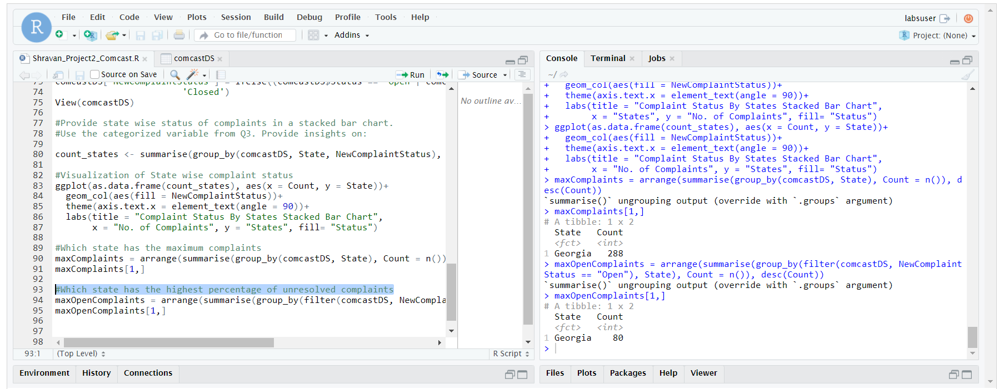 File Edit Code View Plots Session Build Debug Profile Tools Help
labsuser
R
Go to file/function
Addins
Project: (None)
Shravan_Project2_Comcast.R
comcastDS
Source on Save
Run
Source
74 'Closed')
75 View(comcastDS)
76
77 #Provide state wise status of complaints in a stacked bar chart.
78 #Use the categorized variable from Q3. Provide insights on:
79
80 count_states <- summarise(group_by(comcastDS, State, NewComplaintStatus),
81
82 #Visualization of State wise complaint status
83 ggplot(as.data.frame(count_states), aes(x = Count, y = State))+
84 geom_col(aes(fill = NewComplaintStatus))+
85 theme(axis.text.x = element_text(angle = 90))+
86 labs(title = "Complaint Status By States Stacked Bar Chart",
87 x = "No. of Complaints", y = "States", fill= "Status")
88
89 #Which state has the maximum complaints
90 maxComplaints = arrange(summarise(group_by(comcastDS, State), Count = n())
91 maxComplaints[1,]
92
93 #Which state has the highest percentage of unresolved complaints
94 maxOpenComplaints = arrange(summarise(group_by(filter(comcastDS, NewCompla
95 maxOpenComplaints[1,]
96
97
98
No outline av...
93:1 (Top Level) R Script
Environment History Connections
Console Terminal Jobs
~/
+ geom_col(aes(fill = NewComplaintStatus))+
+ theme(axis.text.x = element_text(angle = 90))+
+ labs(title = "Complaint Status By States Stacked Bar Chart",
+ x = "States", y = "No. of Complaints", fill= "Status")
> ggplot(as.data.frame(count_states), aes(x = Count, y = State))+
+ geom_col(aes(fill = NewComplaintStatus))+
+ theme(axis.text.x = element_text(angle = 90))+
+ labs(title = "Complaint Status By States Stacked Bar Chart",
+ x = "No. of Complaints", y = "States", fill= "Status")
> maxComplaints = arrange(summarise(group_by(comcastDS, State), Count = n()), d
esc(Count))
`summarise()` ungrouping output (override with `.groups` argument)
> maxComplaints[1,]
# A tibble: 1 x 2
State Count
<fct> <int>
1 Georgia 288
> maxOpenComplaints = arrange(summarise(group_by(filter(comcastDS, NewComplaint
Status == "Open"), State), Count = n()), desc(Count))
`summarise()` ungrouping output (override with `.groups` argument)
> maxOpenComplaints[1,]
# A tibble: 1 x 2
State Count
<fct> <int>
1 Georgia 80
>
Files Plots Packages Help Viewer